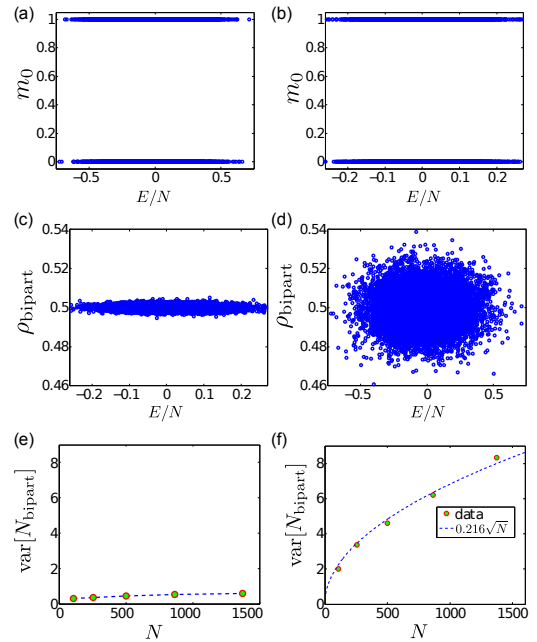 (a)
(b)
m₀
1
0.8
0.6
0.4
0.2
0
−0.5
0
0.5
E/N
m₀
1
0.8
0.6
0.4
0.2
0
−0.2
−0.1
0
0.1
0.2
E/N
(c)
(d)
ρbipart
0.54
0.52
0.5
0.48
0.46
−0.2
−0.1
0
0.1
0.2
E/N
ρbipart
0.54
0.52
0.5
0.48
0.46
−0.5
0
0.5
E/N
(e)
(f)
var[Nbipart]
8
6
4
2
0
0
500
1000
1500
N
var[Nbipart]
8
6
4
2
0
0
500
1000
1500
N
data
0.216√N